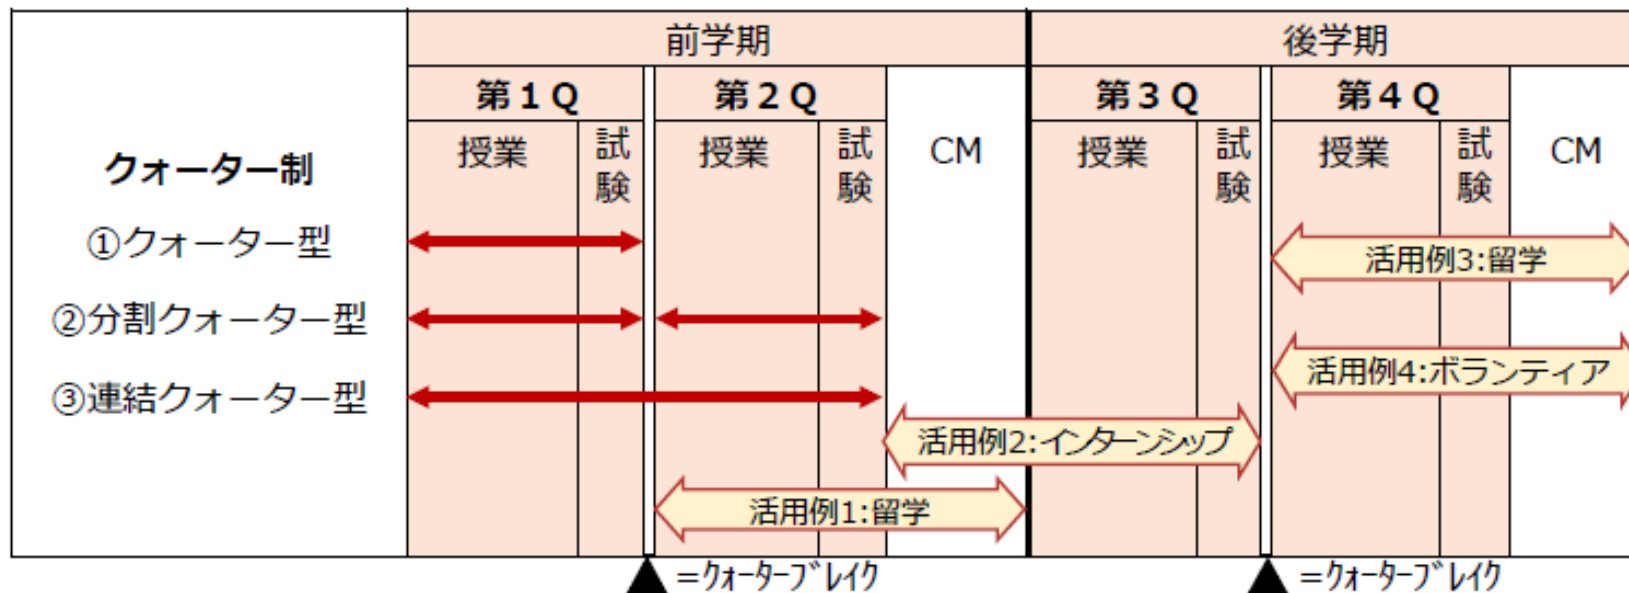 前学期
後学期
第1Q
第2Q
第3Q
第4Q
授業
試験
授業
試験
CM
授業
試験
授業
試験
CM
クォーター制
①クォーター型
活用例3:留学
②分割クォーター型
活用例4:ボランティア
③連結クォーター型
活用例2:インターンシップ
活用例1:留学
▲=クォーターブレイク
▲=クォーターブレイク